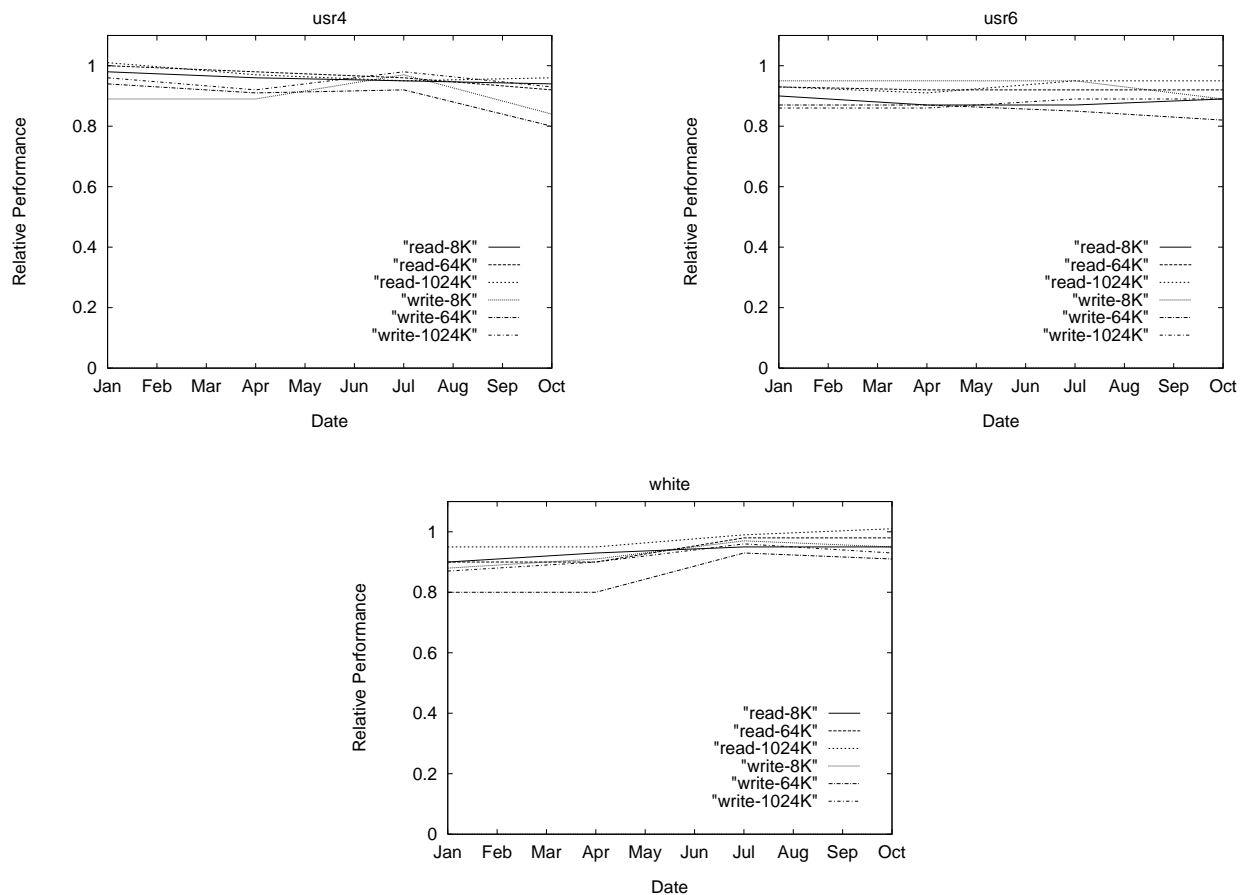 usr4
Relative Performance
1
0.8
0.6
0.4
0.2
0
"read-8K"
"read-64K"
"read-1024K"
"write-8K"
"write-64K"
"write-1024K"
Jan Feb Mar Apr May Jun Jul Aug Sep Oct
Date
usr6
Relative Performance
1
0.8
0.6
0.4
0.2
0
"read-8K"
"read-64K"
"read-1024K"
"write-8K"
"write-64K"
"write-1024K"
Jan Feb Mar Apr May Jun Jul Aug Sep Oct
Date
white
Relative Performance
1
0.8
0.6
0.4
0.2
0
"read-8K"
"read-64K"
"read-1024K"
"write-8K"
"write-64K"
"write-1024K"
Jan Feb Mar Apr May Jun Jul Aug Sep Oct
Date